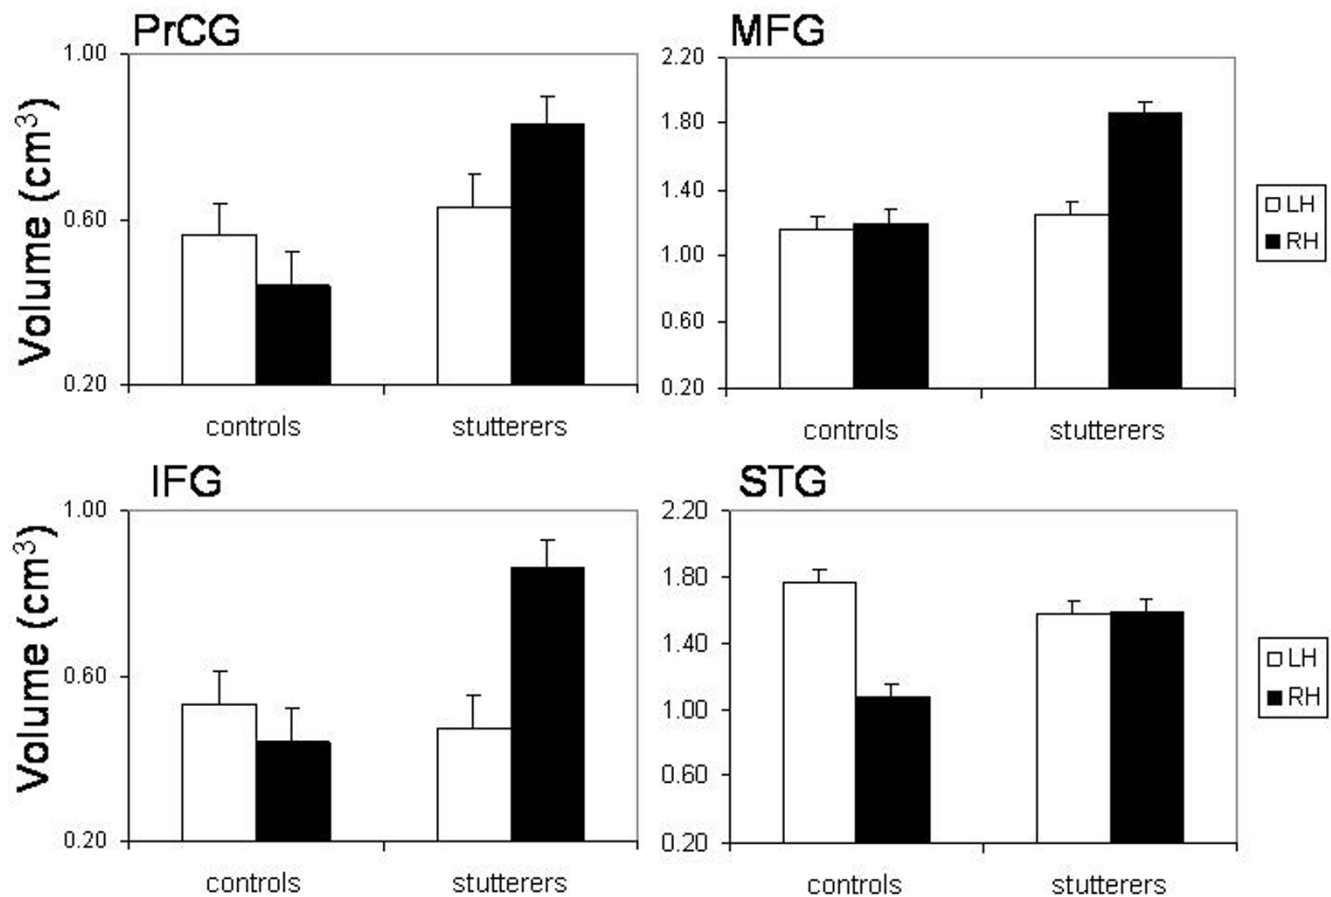 PrCG
MFG
1.00
0.60
0.20
Volume (cm³)
controls
stutterers
2.20
1.80
1.40
1.00
0.60
0.20
controls
stutterers
LH
RH
IFG
STG
1.00
0.60
0.20
Volume (cm³)
controls
stutterers
2.20
1.80
1.40
1.00
0.60
0.20
controls
stutterers
LH
RH